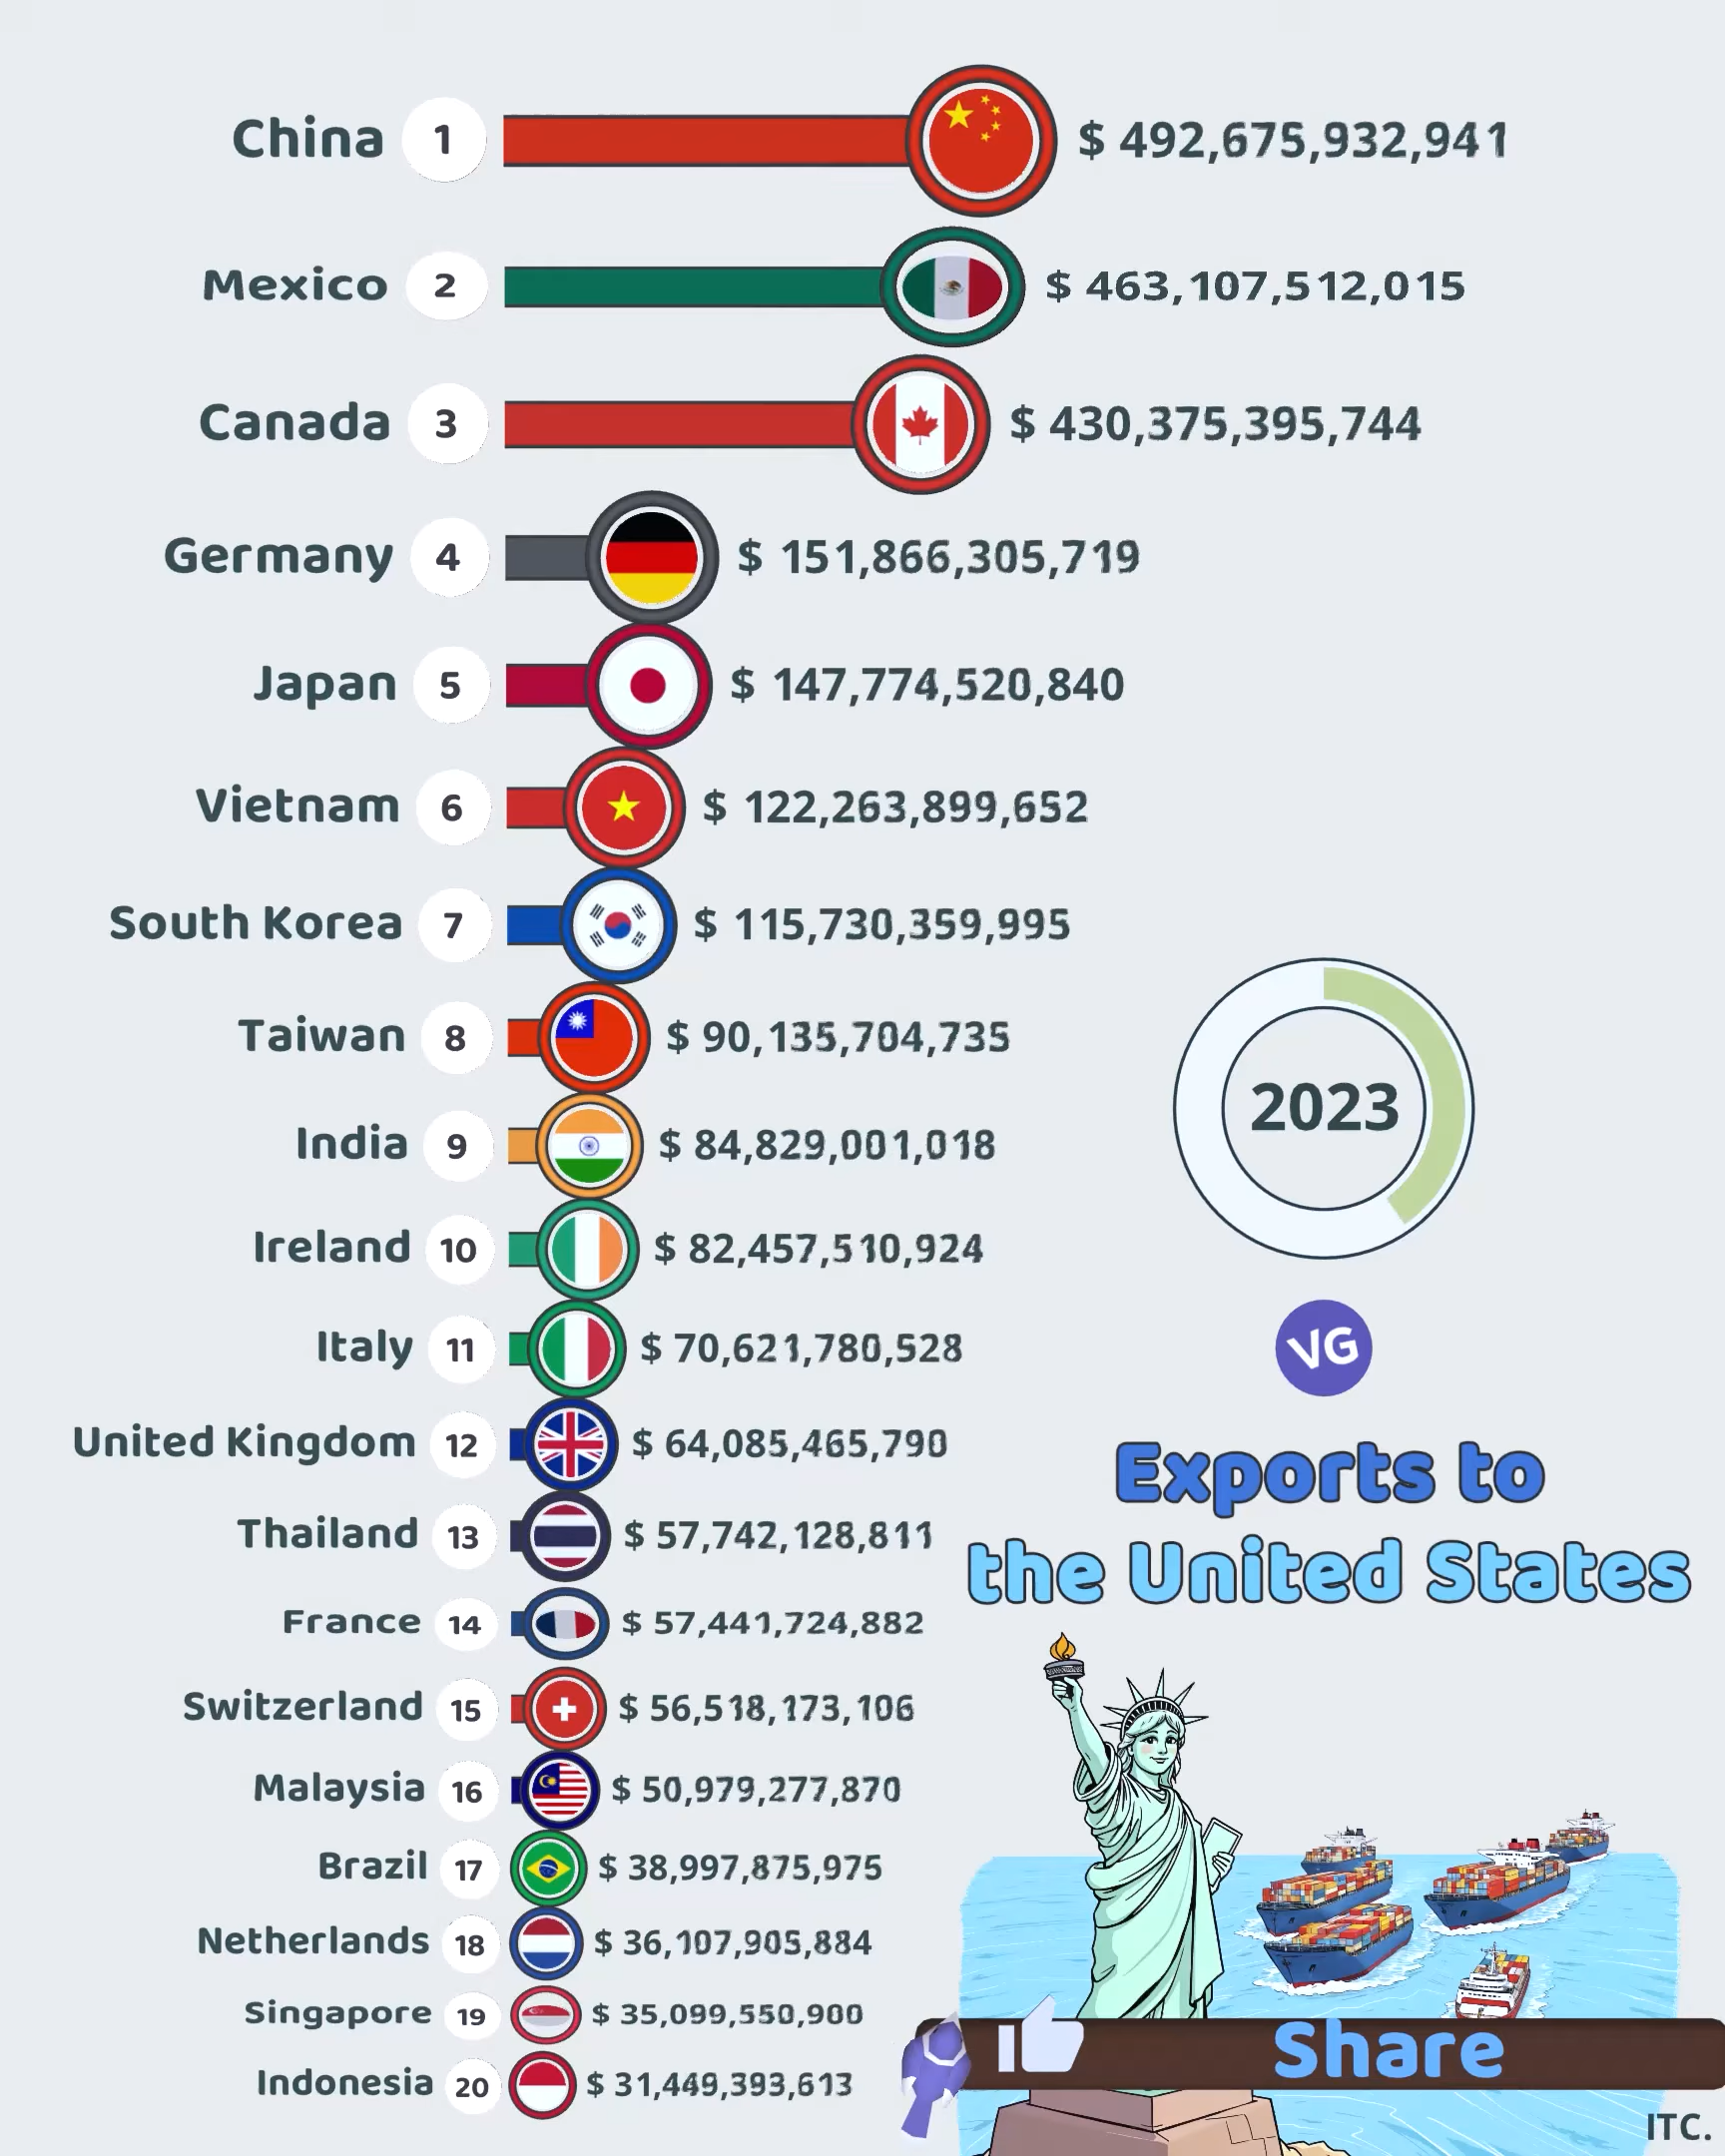 China 1 $ 492,675,932,941
Mexico 2 $ 463,107,512,015
Canada 3 $ 430,375,395,744
Germany 4 $ 151,866,305,719
Japan 5 $ 147,774,520,840
Vietnam 6 $ 122,263,899,652
South Korea 7 $ 115,730,359,995
Taiwan 8 $ 90,135,704,735
India 9 $ 84,829,001,018
Ireland 10 $ 82,457,510,924
Italy 11 $ 70,621,780,528
United Kingdom 12 $ 64,085,465,790
Thailand 13 $ 57,742,128,811
France 14 $ 57,441,724,882
Switzerland 15 $ 56,518,173,106
Malaysia 16 $ 50,979,277,870
Brazil 17 $ 38,997,875,975
Netherlands 18 $ 36,107,905,884
Singapore 19 $ 35,099,550,900
Indonesia 20 $ 31,449,393,613
2023
VG
Exports to
the United States
Share
ITC.